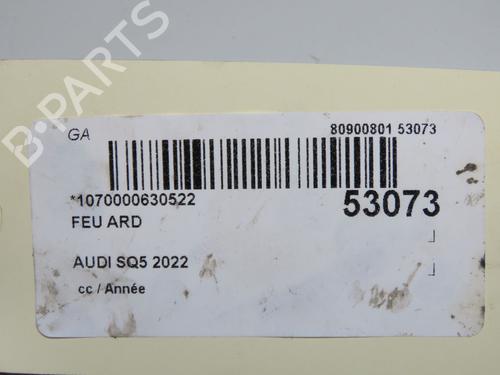 GA
80900801 53073
*1070000630522
53073
FEU ARD
AUDI SQ5 2022
cc / Année
B-PARTS